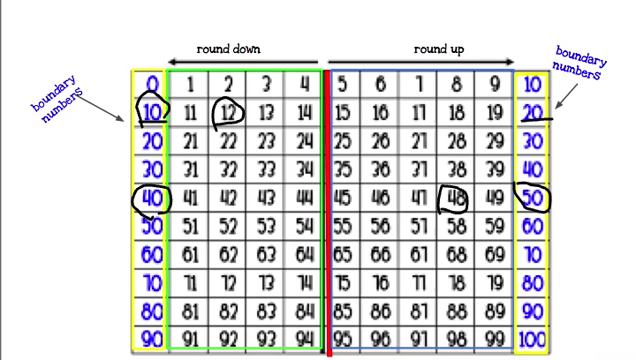 round down round up
boundary numbers
boundary numbers
0 1 2 3 4 5 6 7 8 9 10
10 11 12 13 14 15 16 17 18 19 20
20 21 22 23 24 25 26 27 28 29 30
30 31 32 33 34 35 36 37 38 39 40
40 41 42 43 44 45 46 47 48 49 50
50 51 52 53 54 55 56 57 58 59 60
60 61 62 63 64 65 66 67 68 69 70
70 71 72 73 74 75 76 77 78 79 80
80 81 82 83 84 85 86 87 88 89 90
90 91 92 93 94 95 96 97 98 99 100